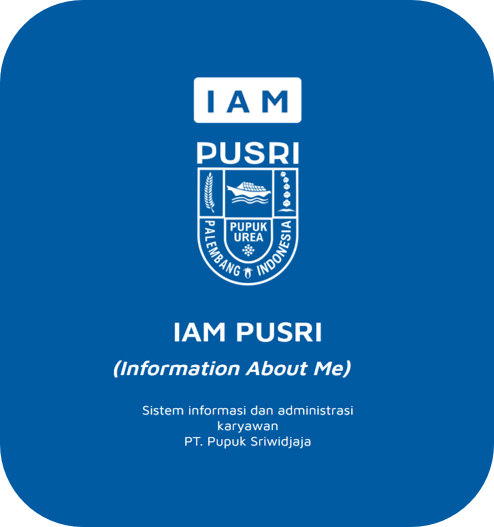 IAM
PUSRI
PUPUK
UREA
PALEMBANG INDONESIA
IAM PUSRI
(Information About Me)
Sistem informasi dan administrasi
karyawan
PT. Pupuk Sriwidjaja